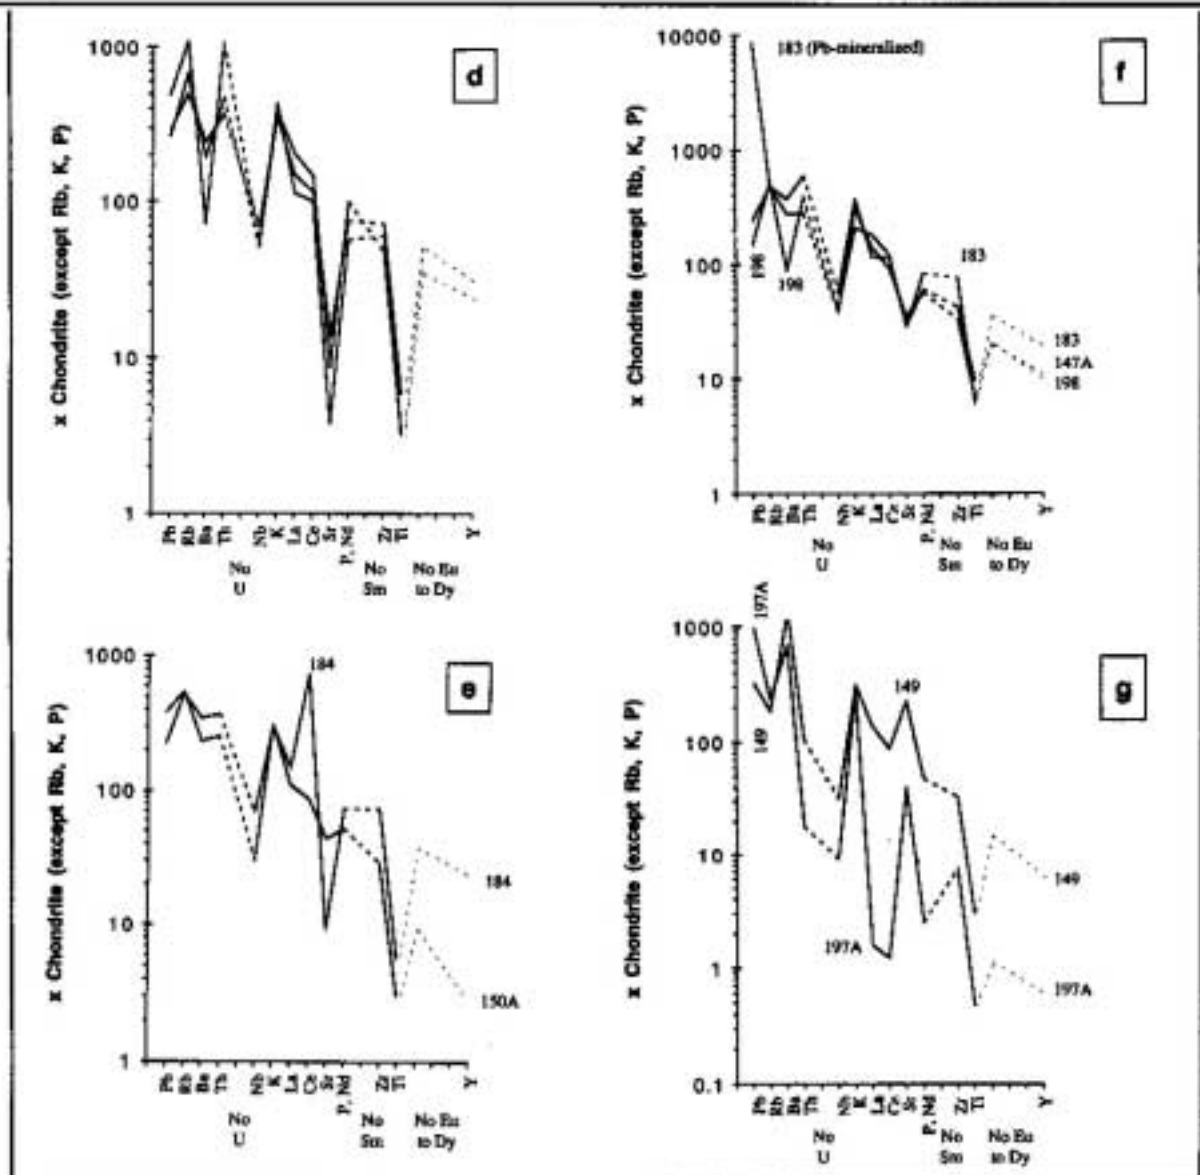 d
x Chondrite (except Rb, K, P)
1000
100
10
1
Pb Rb Ba Th Nb K La Ce Sr P, Nd Zr Ti Y
No U
No Sm
No Eu to Dy
f
183 (Pb-mineralized)
x Chondrite (except Rb, K, P)
10000
1000
100
10
1
198
198
183
183
147A
198
Pb Rb Ba Th Nb K La Ce Sr P, Nd Zr Ti Y
No U
No Sm
No Eu to Dy
e
x Chondrite (except Rb, K, P)
1000
100
10
1
184
184
150A
Pb Rb Ba Th Nb K La Ce Sr P, Nd Zr Ti Y
No U
No Sm
No Eu to Dy
g
x Chondrite (except Rb, K, P)
1000
100
10
1
0.1
197A
149
149
197A
149
197A
Pb Rb Ba Th Nb K La Ce Sr P, Nd Zr Ti Y
No U
No Sm
No Eu to Dy